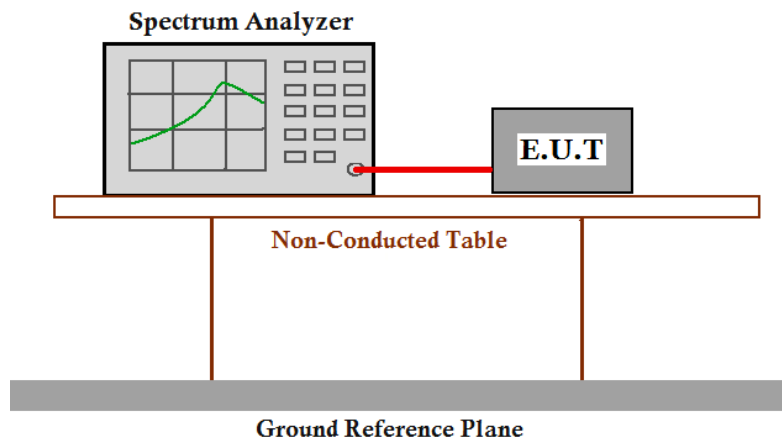 Spectrum Analyzer
E.U.T
Non-Conducted Table
Ground Reference Plane